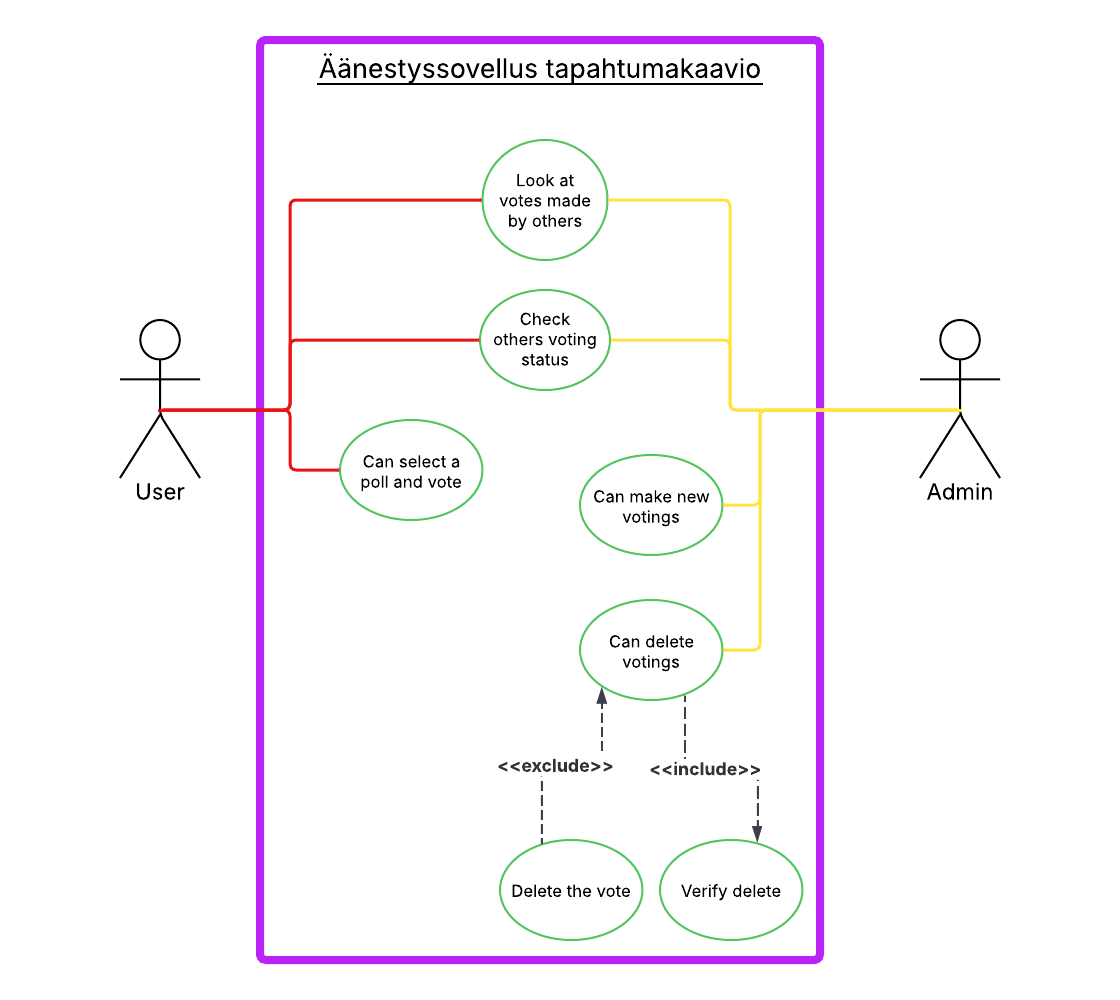 Äänestyssovellus tapahtumakaavio
Look at
votes made
by others
Check
others voting
status
Can select a
poll and vote
User
Admin
Can make new
votings
Can delete
votings
<<exclude>>
<<include>>
Delete the vote
Verify delete